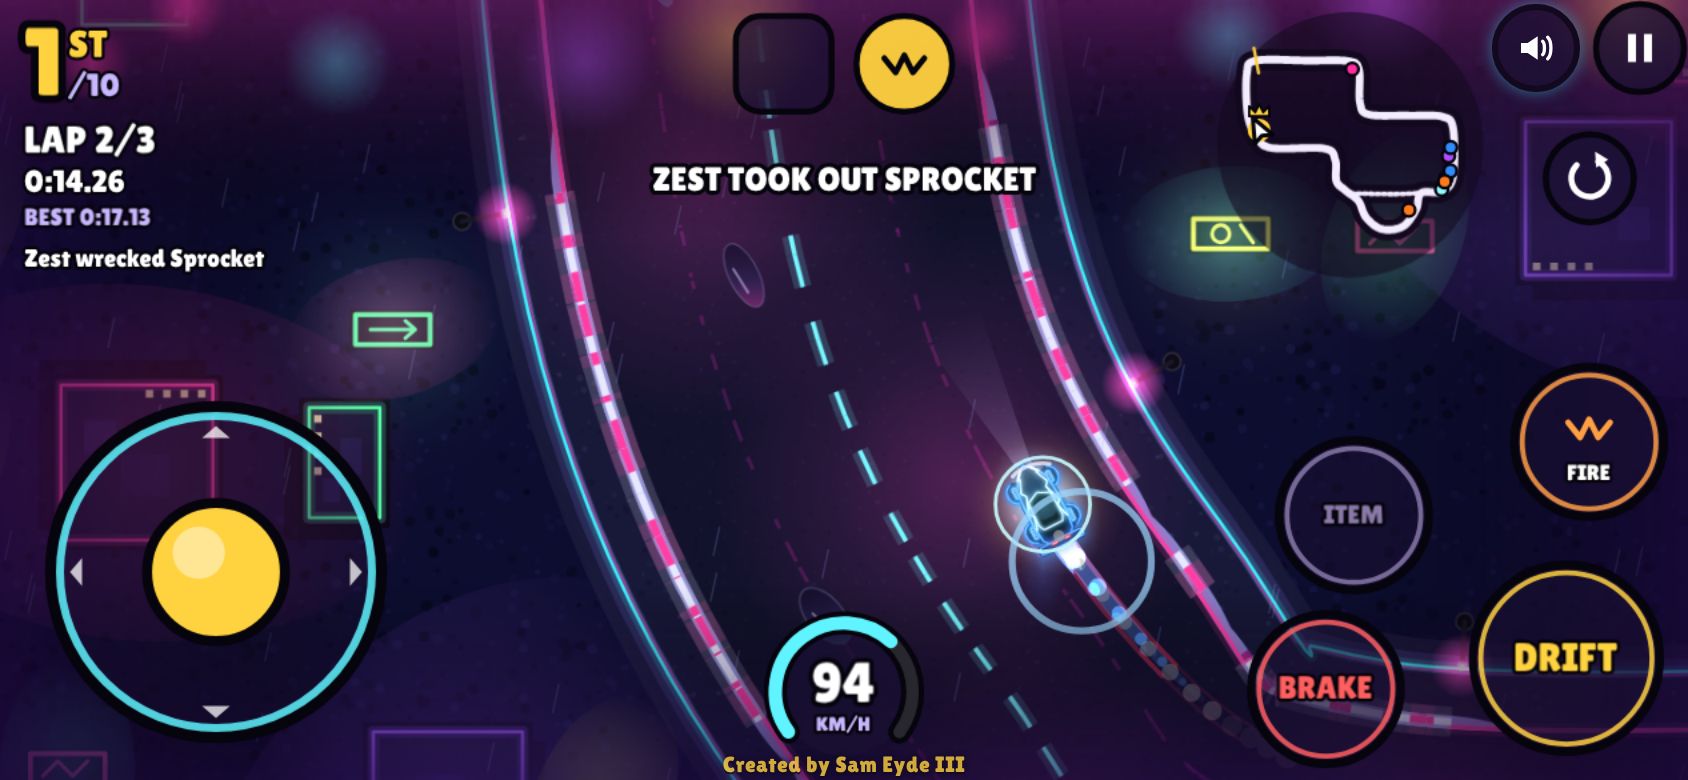 1ST
/10
LAP 2/3
0:14.26
BEST 0:17.13
Zest wrecked Sprocket
ZEST TOOK OUT SPROCKET
FIRE
ITEM
DRIFT
BRAKE
94
KM/H
Created by Sam Eyde III